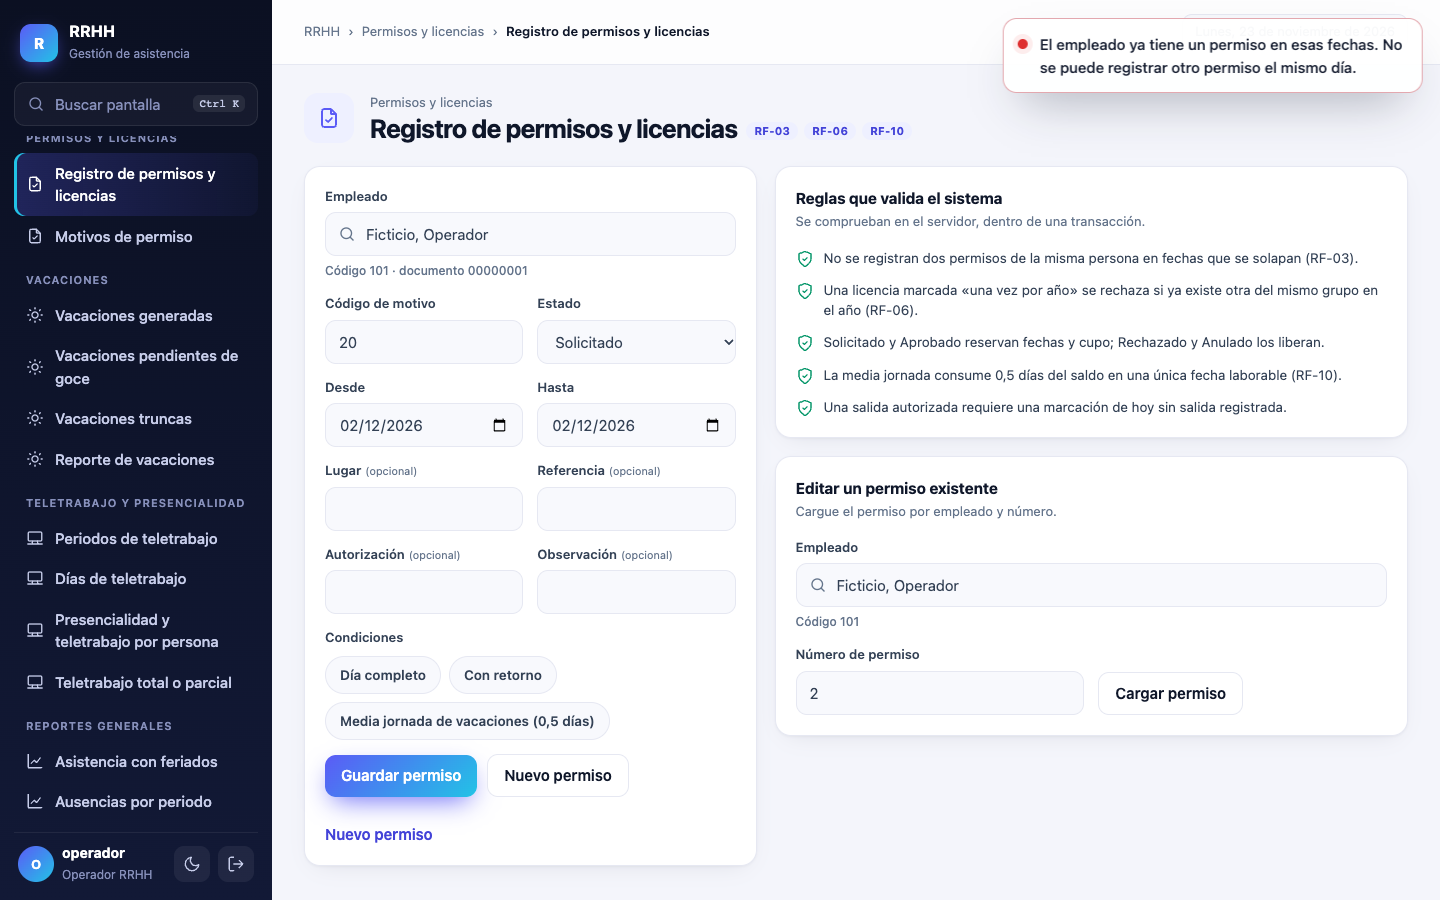 R
RRHH
Gestión de asistencia
Buscar pantalla
Ctrl K
PERMISOS Y LICENCIAS
Registro de permisos y
licencias
Motivos de permiso
VACACIONES
Vacaciones generadas
Vacaciones pendientes de
goce
Vacaciones truncas
Reporte de vacaciones
TELETRABAJO Y PRESENCIALIDAD
Periodos de teletrabajo
Días de teletrabajo
Presencialidad y
teletrabajo por persona
Teletrabajo total o parcial
REPORTES GENERALES
Asistencia con feriados
Ausencias por periodo
O
operador
Operador RRHH
RRHH › Permisos y licencias › Registro de permisos y licencias
El empleado ya tiene un permiso en esas fechas. No
se puede registrar otro permiso el mismo día.
Permisos y licencias
Registro de permisos y licencias RF-03 RF-06 RF-10
Empleado
Ficticio, Operador
Código 101 · documento 00000001
Código de motivo
Estado
20
Solicitado
Desde
Hasta
02/12/2026
02/12/2026
Lugar (opcional)
Referencia (opcional)
Autorización (opcional)
Observación (opcional)
Condiciones
Día completo
Con retorno
Media jornada de vacaciones (0,5 días)
Guardar permiso
Nuevo permiso
Nuevo permiso
Reglas que valida el sistema
Se comprueban en el servidor, dentro de una transacción.
No se registran dos permisos de la misma persona en fechas que se solapan (RF-03).
Una licencia marcada «una vez por año» se rechaza si ya existe otra del mismo grupo en
el año (RF-06).
Solicitado y Aprobado reservan fechas y cupo; Rechazado y Anulado los liberan.
La media jornada consume 0,5 días del saldo en una única fecha laborable (RF-10).
Una salida autorizada requiere una marcación de hoy sin salida registrada.
Editar un permiso existente
Cargue el permiso por empleado y número.
Empleado
Ficticio, Operador
Código 101
Número de permiso
2
Cargar permiso